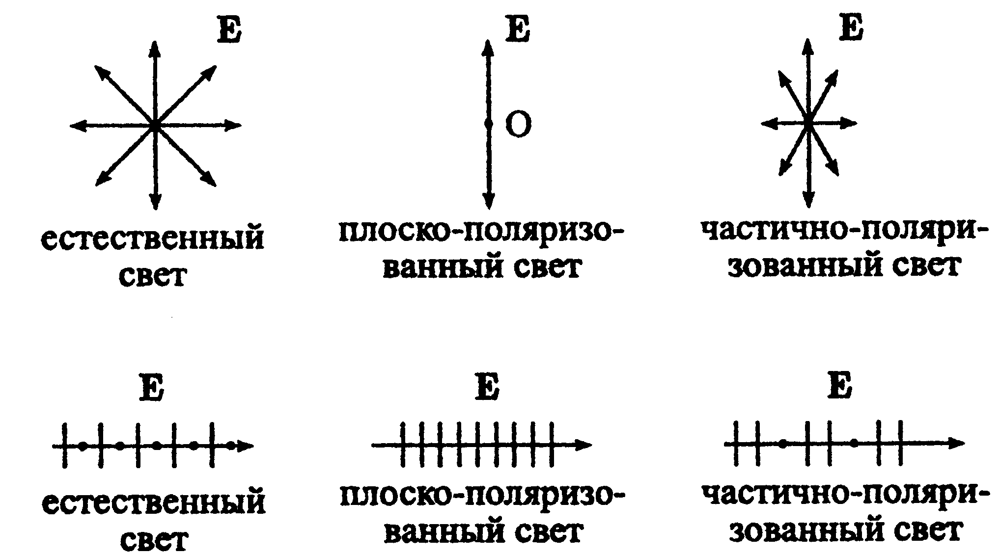 E
E
E
O
естественный
свет
плоско-поляризо-
ванный свет
частично-поляри-
зованный свет
E
E
E
естественный
свет
плоско-поляризо-
ванный свет
частично-поляри-
зованный свет